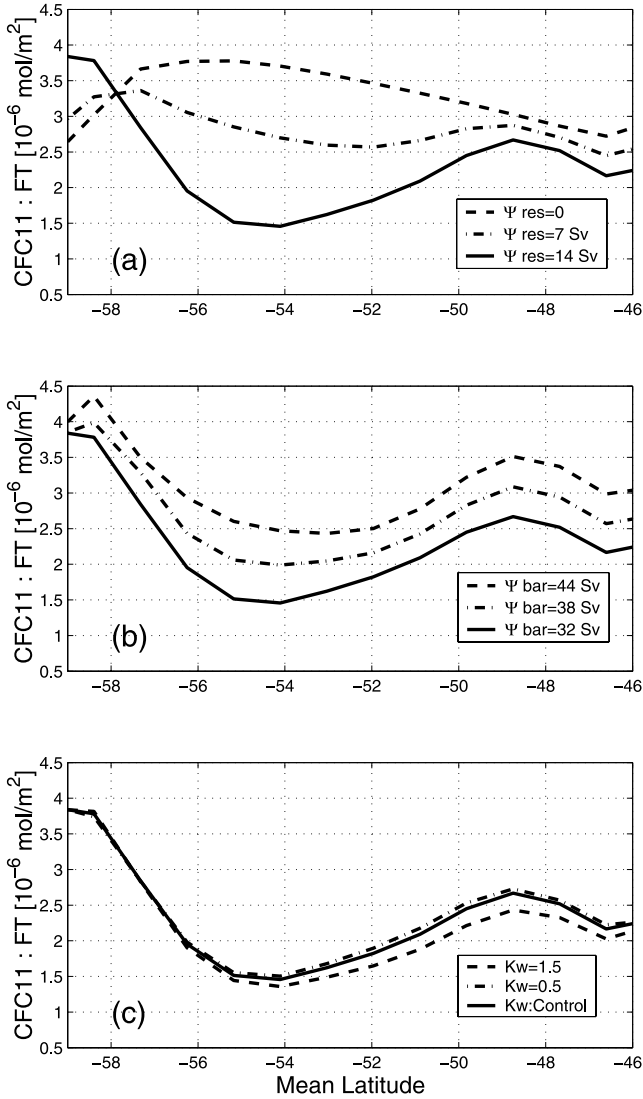 CFC11 : FT [10⁻⁶ mol/m²]
4.5
4
3.5
3
2.5
2
1.5
1
0.5
(a)
Ψ res=0
Ψ res=7 Sv
Ψ res=14 Sv
−58 −56 −54 −52 −50 −48 −46
CFC11 : FT [10⁻⁶ mol/m²]
4.5
4
3.5
3
2.5
2
1.5
1
0.5
(b)
Ψ bar=44 Sv
Ψ bar=38 Sv
Ψ bar=32 Sv
−58 −56 −54 −52 −50 −48 −46
CFC11 : FT [10⁻⁶ mol/m²]
4.5
4
3.5
3
2.5
2
1.5
1
0.5
(c)
Kw=1.5
Kw=0.5
Kw:Control
−58 −56 −54 −52 −50 −48 −46
Mean Latitude